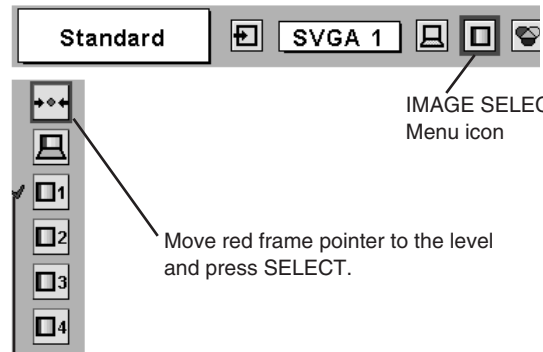 Standard
SVGA 1
IMAGE SELEC
Menu icon
1
Move red frame pointer to the level
and press SELECT.
2
3
4